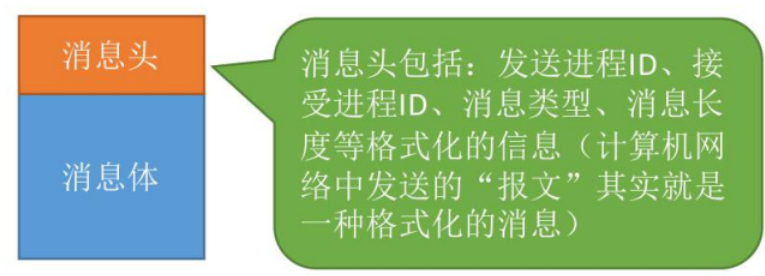 消息头
消息体
消息头包括：发送进程ID、接
受进程ID、消息类型、消息长
度等格式化的信息（计算机网
络中发送的“报文”其实就是
一种格式化的消息）